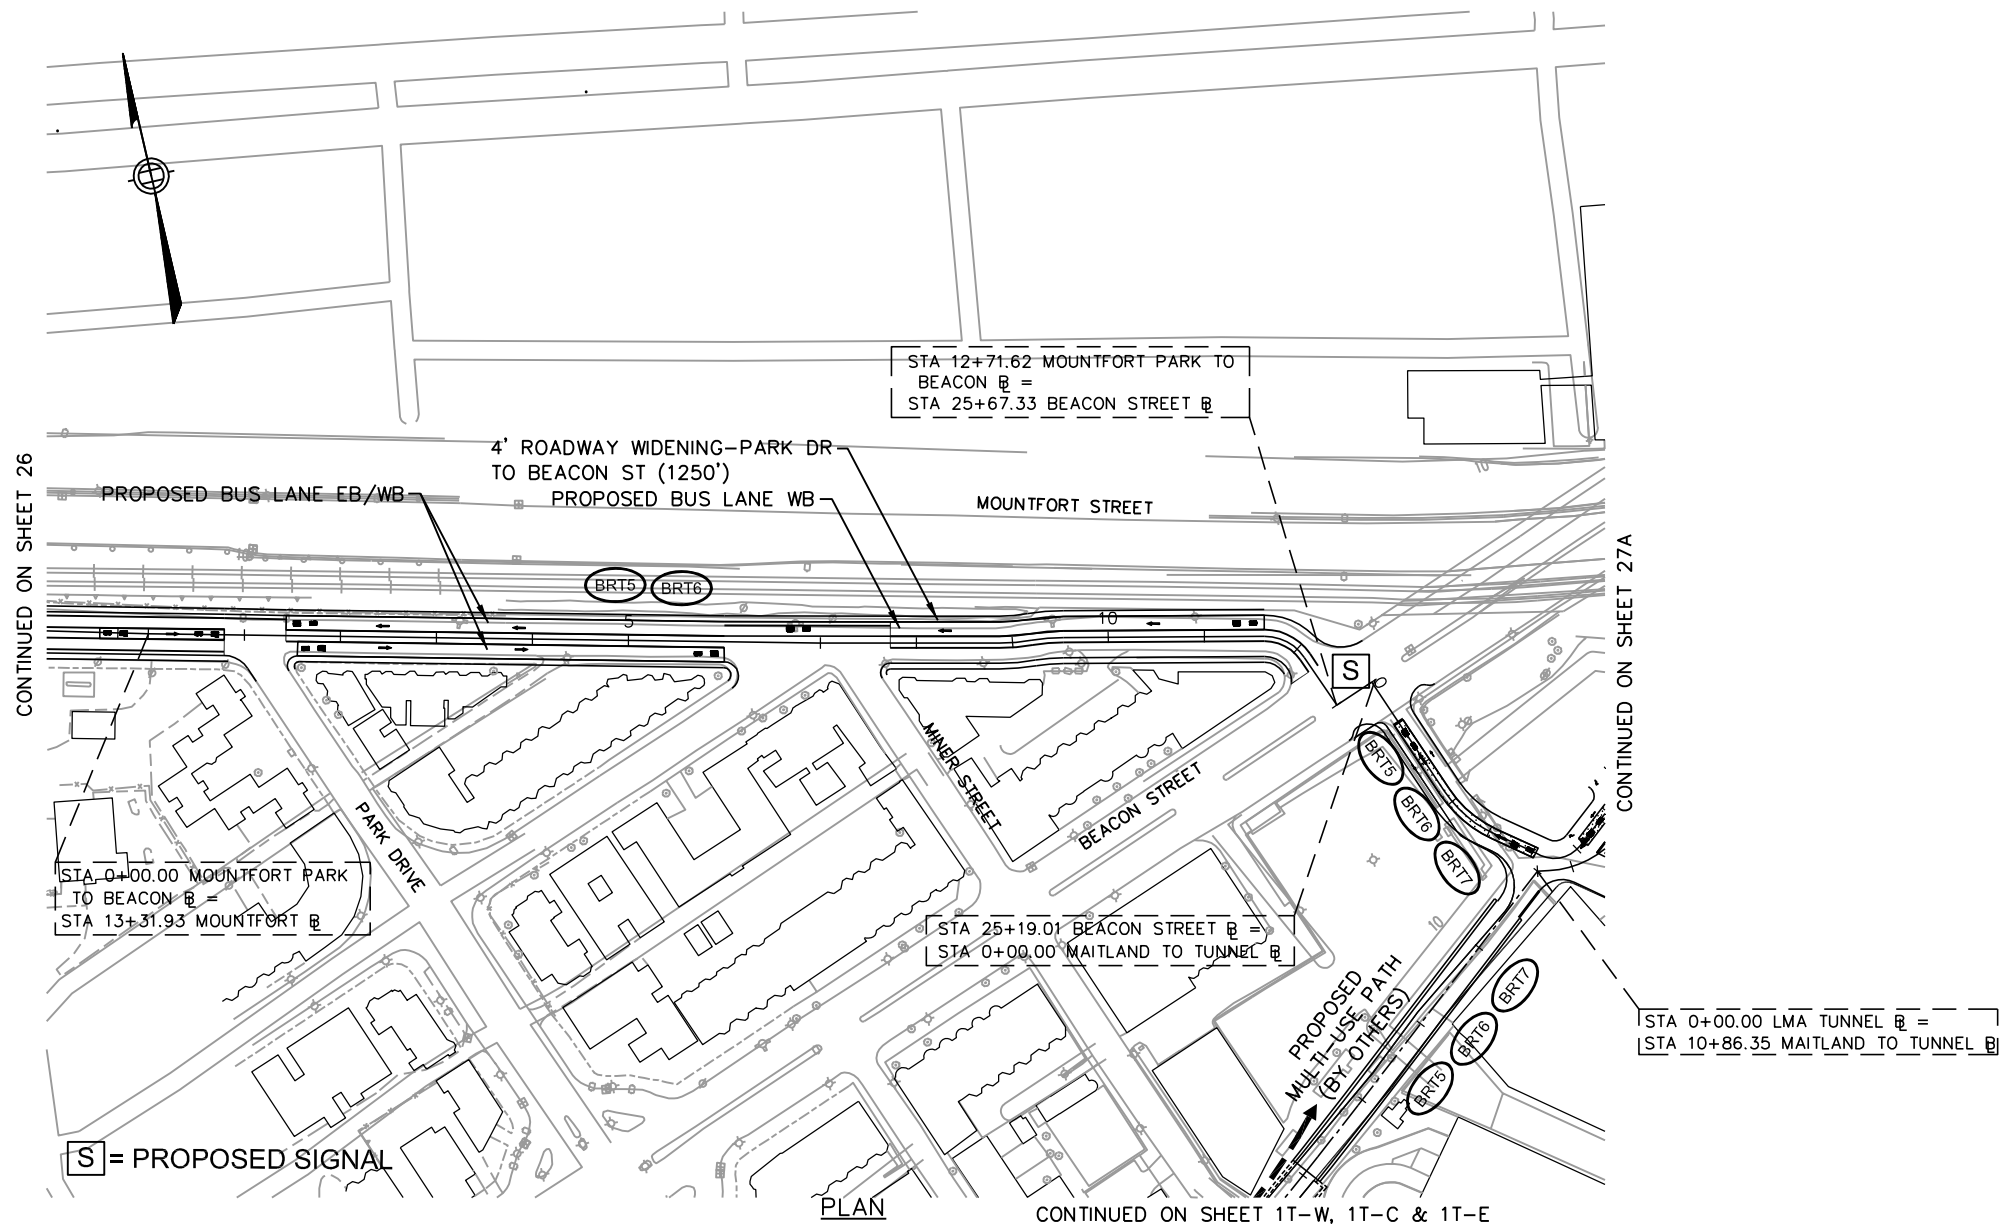 STA 12+71.62 MOUNTFORT PARK TO
BEACON ℄ =
STA 25+67.33 BEACON STREET ℄
4' ROADWAY WIDENING-PARK DR
TO BEACON ST (1250')
PROPOSED BUS LANE EB/WB
PROPOSED BUS LANE WB
MOUNTFORT STREET
CONTINUED ON SHEET 26
CONTINUED ON SHEET 27A
10
BRT5
BRT6
5
10
S
BRT5
BRT6
BRT7
MINER STREET
BEACON STREET
PARK DRIVE
STA 0+00.00 MOUNTFORT PARK
TO BEACON ℄ =
STA 13+31.93 MOUNTFORT ℄
STA 25+19.01 BEACON STREET ℄ =
STA 0+00.00 MAITLAND TO TUNNEL ℄
10
PROPOSED
MULTI-USE PATH
(BY OTHERS)
BRT7
BRT6
BRT5
STA 0+00.00 LMA TUNNEL ℄ =
STA 10+86.35 MAITLAND TO TUNNEL ℄
S = PROPOSED SIGNAL
PLAN
CONTINUED ON SHEET 1T-W, 1T-C & 1T-E